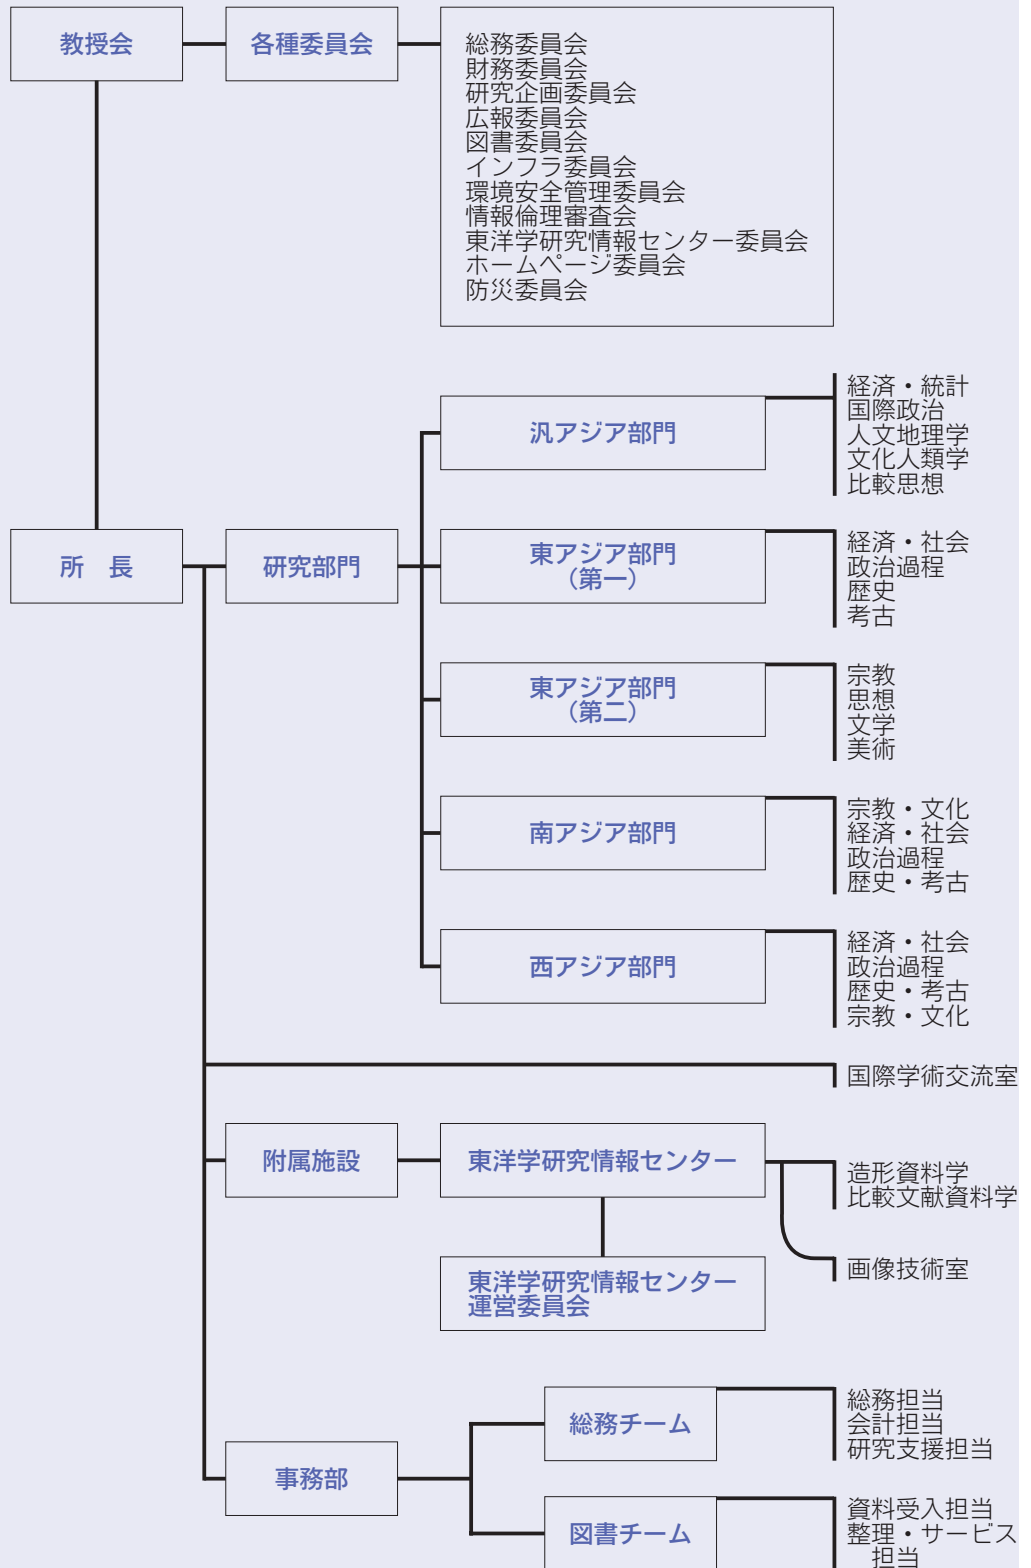 教授会
各種委員会
総務委員会
財務委員会
研究企画委員会
広報委員会
図書委員会
インフラ委員会
環境安全管理委員会
情報倫理審査会
東洋学研究情報センター委員会
ホームページ委員会
防災委員会
所　長
研究部門
汎アジア部門
経済・統計
国際政治
人文地理学
文化人類学
比較思想
東アジア部門
（第一）
経済・社会
政治過程
歴史
考古
東アジア部門
（第二）
宗教
思想
文学
美術
南アジア部門
宗教・文化
経済・社会
政治過程
歴史・考古
西アジア部門
経済・社会
政治過程
歴史・考古
宗教・文化
国際学術交流室
附属施設
東洋学研究情報センター
造形資料学
比較文献資料学
画像技術室
東洋学研究情報センター
運営委員会
事務部
総務チーム
総務担当
会計担当
研究支援担当
図書チーム
資料受入担当
整理・サービス
担当